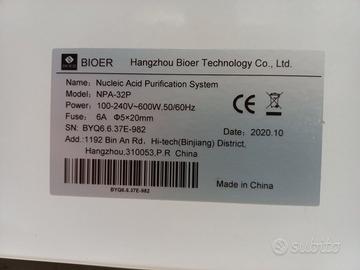 BIOER Hangzhou Bioer Technology Co., Ltd.
Name: Nucleic Acid Purification System
Model: NPA-32P
Power: 100-240V~600W,50/60Hz
Fuse: 6A Φ5×20mm
SN: BYQ6.6.37E-982
Date: 2020.10
Add.:1192 Bin An Rd., Hi-tech(Binjiang) District,
Hangzhou,310053,P.R China
BYQ6.6.37E-982
Made in China
subito